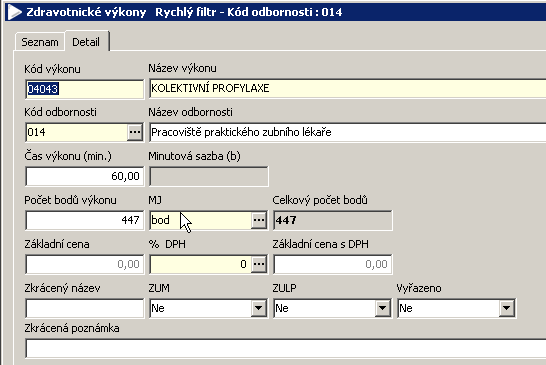 Zdravotnické výkony Rychlý filtr - Kód odbornosti : 014
Seznam Detail
Kód výkonu Název výkonu
04043 KOLEKTIVNÍ PROFYLAXE
Kód odbornosti Název odbornosti
014 ... Pracoviště praktického zubního lékaře
Čas výkonu (min.) Minutová sazba (b)
60,00
Počet bodů výkonu MJ Celkový počet bodů
447 bod ... 447
Základní cena % DPH Základní cena s DPH
0,00 0 ... 0,00
Zkrácený název ZUM ZULP Vyřazeno
Ne Ne Ne
Zkrácená poznámka